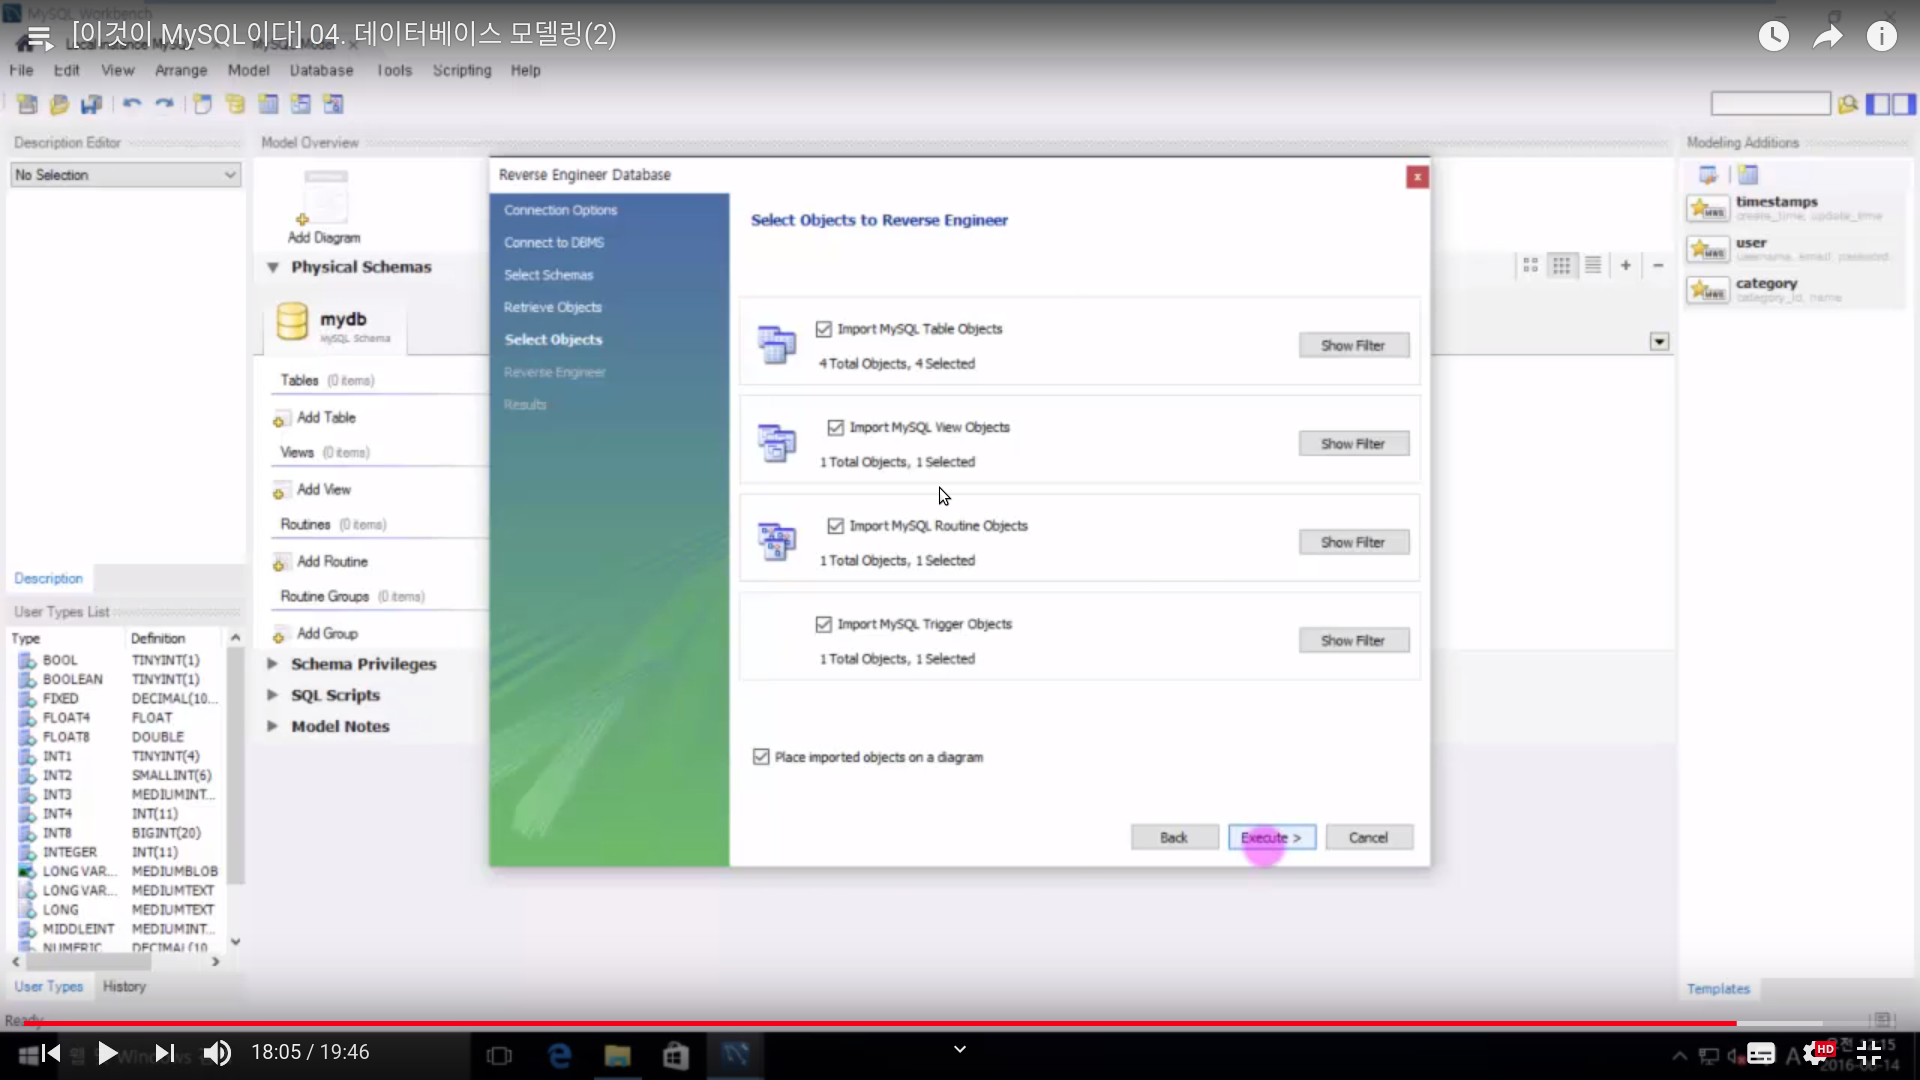 MySQL Workbench
[이것이 MySQL이다] 04. 데이터베이스 모델링(2)
File Edit View Arrange Model Database Tools Scripting Help
Description Editor
No Selection
Description
User Types List
Type Definition
BOOL TINYINT(1)
BOOLEAN TINYINT(1)
FIXED DECIMAL(10...
FLOAT4 FLOAT
FLOAT8 DOUBLE
INT1 TINYINT(4)
INT2 SMALLINT(6)
INT3 MEDIUMINT...
INT4 INT(11)
INT8 BIGINT(20)
INTEGER INT(11)
LONG VAR... MEDIUMBLOB
LONG VAR... MEDIUMTEXT
LONG MEDIUMTEXT
MIDDLEINT MEDIUMINT...
NUMERIC DECIMAL(10
User Types History
Ready
Model Overview
Add Diagram
Physical Schemas
mydb
MySQL Schema
Tables (0 items)
Add Table
Views (0 items)
Add View
Routines (0 items)
Add Routine
Routine Groups (0 items)
Add Group
Schema Privileges
SQL Scripts
Model Notes
Reverse Engineer Database
Connection Options
Connect to DBMS
Select Schemas
Retrieve Objects
Select Objects
Reverse Engineer
Results
Select Objects to Reverse Engineer
Import MySQL Table Objects
4 Total Objects, 4 Selected
Show Filter
Import MySQL View Objects
1 Total Objects, 1 Selected
Show Filter
Import MySQL Routine Objects
1 Total Objects, 1 Selected
Show Filter
Import MySQL Trigger Objects
1 Total Objects, 1 Selected
Show Filter
Place imported objects on a diagram
Back Execute > Cancel
Modeling Additions
timestamps
create_time, update_time
user
username, email, password,
category
category_id, name
Templates
18:05 / 19:46
HD